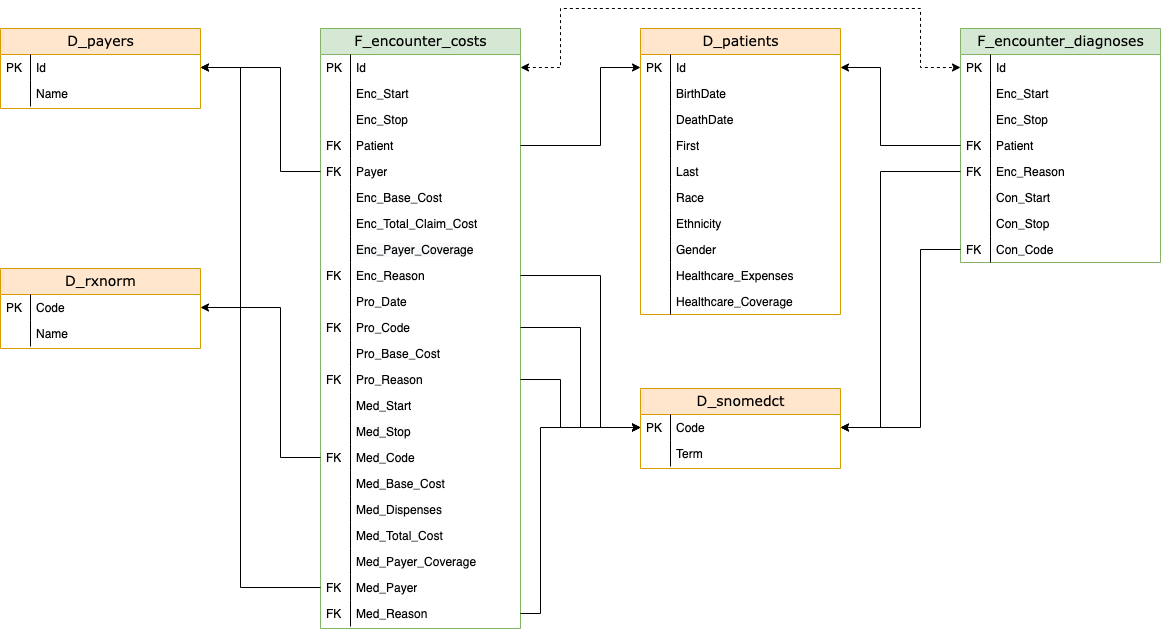 D_payers
PK Id
Name
D_rxnorm
PK Code
Name
F_encounter_costs
PK Id
Enc_Start
Enc_Stop
FK Patient
FK Payer
Enc_Base_Cost
Enc_Total_Claim_Cost
Enc_Payer_Coverage
FK Enc_Reason
Pro_Date
FK Pro_Code
Pro_Base_Cost
FK Pro_Reason
Med_Start
Med_Stop
FK Med_Code
Med_Base_Cost
Med_Dispenses
Med_Total_Cost
Med_Payer_Coverage
FK Med_Payer
FK Med_Reason
D_patients
PK Id
BirthDate
DeathDate
First
Last
Race
Ethnicity
Gender
Healthcare_Expenses
Healthcare_Coverage
D_snomedct
PK Code
Term
F_encounter_diagnoses
PK Id
Enc_Start
Enc_Stop
FK Patient
FK Enc_Reason
Con_Start
Con_Stop
FK Con_Code